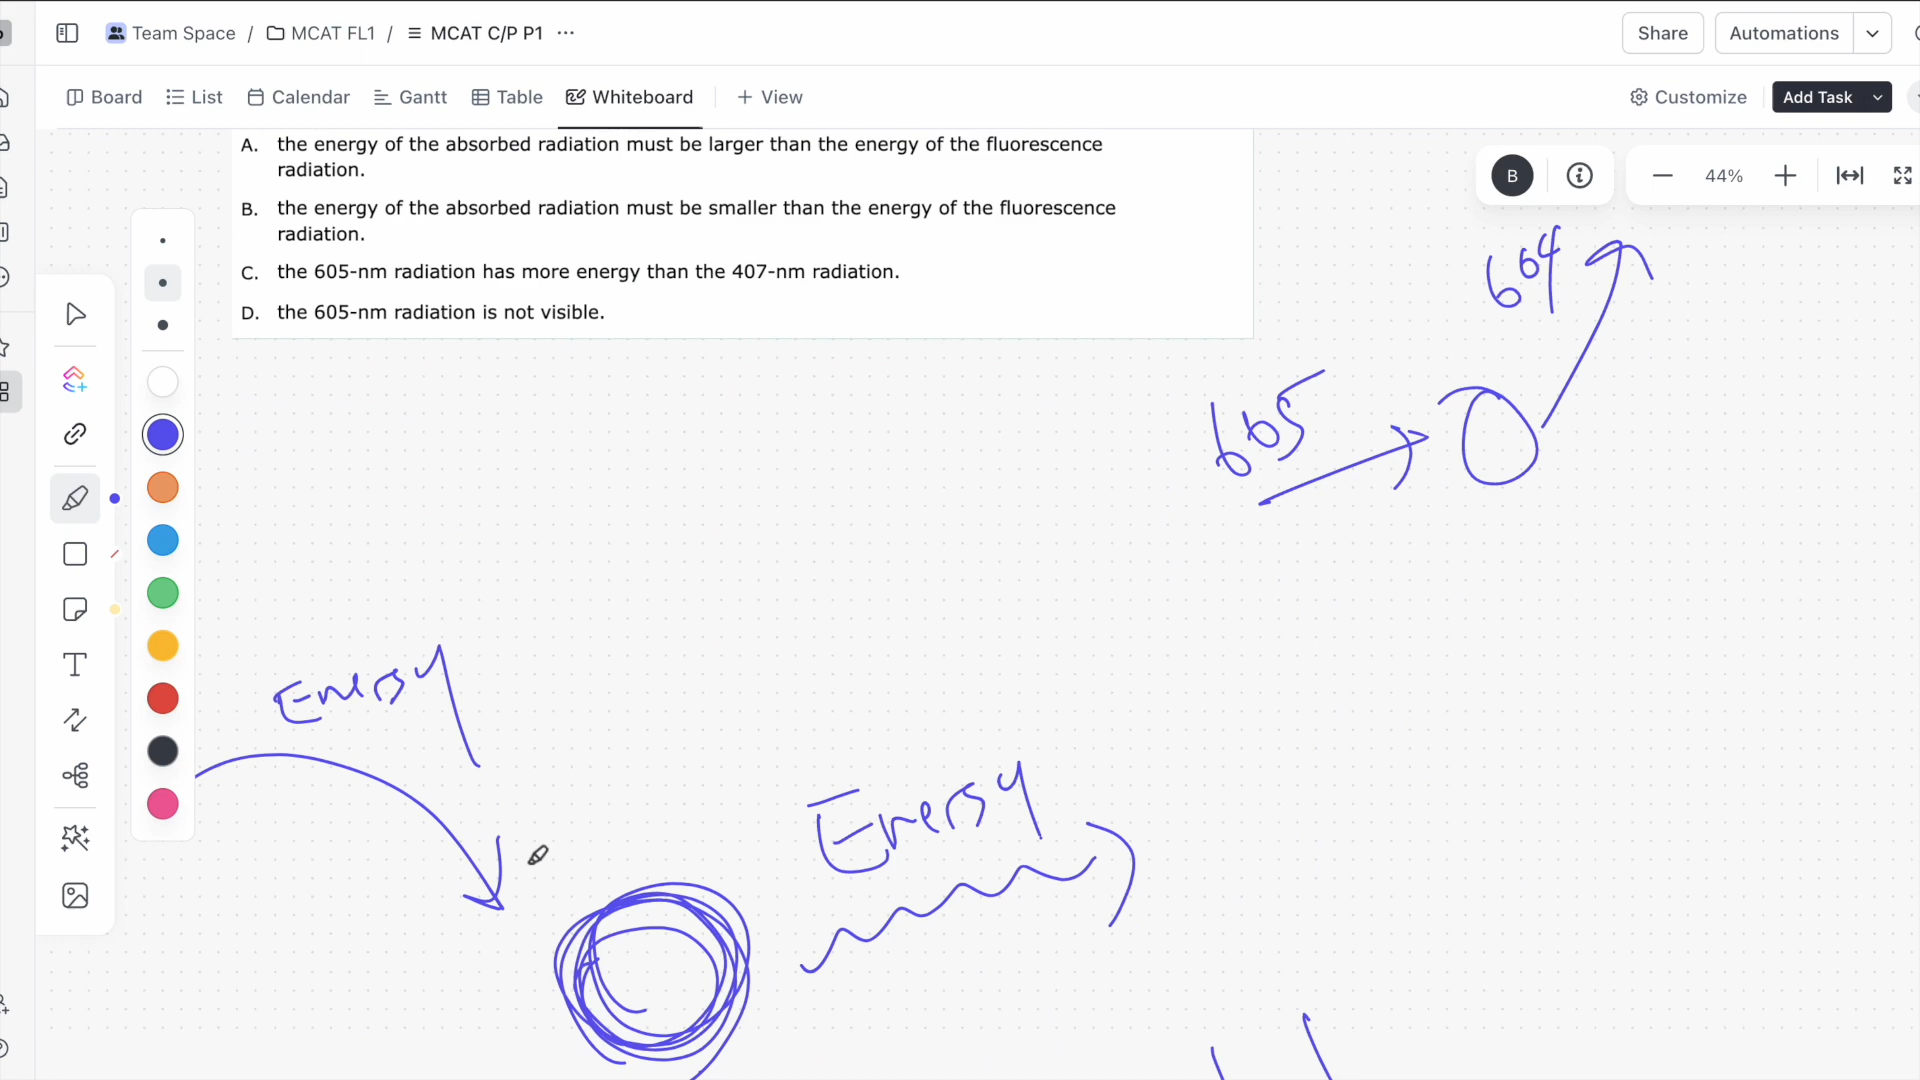 Team Space / MCAT FL1 / MCAT C/P P1 ...
Share
Automations
Board
List
Calendar
Gantt
Table
Whiteboard
+ View
Customize
Add Task
A. the energy of the absorbed radiation must be larger than the energy of the fluorescence
radiation.
B. the energy of the absorbed radiation must be smaller than the energy of the fluorescence
radiation.
C. the 605-nm radiation has more energy than the 407-nm radiation.
D. the 605-nm radiation is not visible.
B
44%
664
665
Energy
Energy